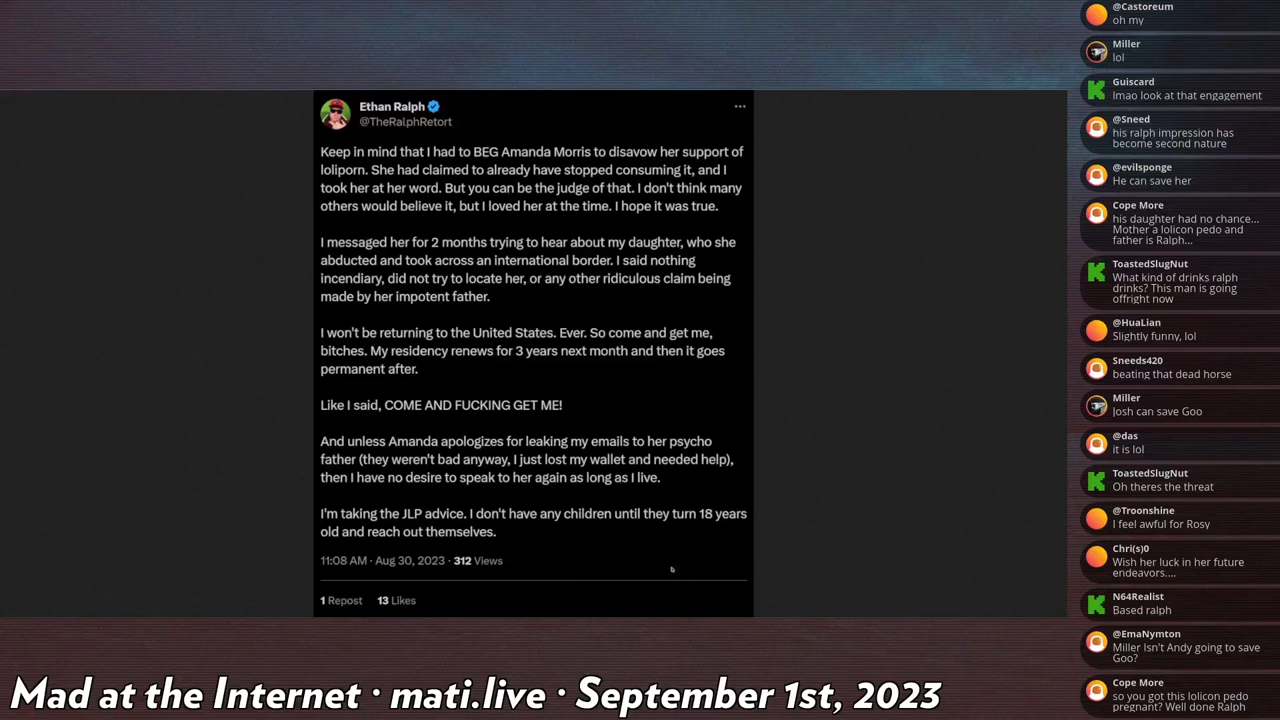 Ethan Ralph
@TheRalphRetort
Keep in mind that I had to BEG Amanda Morris to disavow her support of
loliporn. She has claimed to already have stopped consuming it, and I
took her at her word. But you can be the judge of that. I don't think many
others would believe it, but I loved her at the time. I hope it was true.
I messaged her for 2 months trying to hear about my daughter, who she
abducted and took across an international border. I said nothing
incendiary, did not try to locate her, or any other ridiculous claim being
made by her impotent father.
I won't be returning to the United States. Ever. So come and get me,
bitches. My residency renews for 3 years next month and then it goes
permanent after.
Like I said, COME AND FUCKING GET ME!
And unless Amanda apologizes for leaking my emails to her psycho
father (they weren't bad anyway, I just lost my wallet and needed help),
then I have no desire to speak to her again as long as I live.
I'm taking the JLP advice. I don't have any children until they turn 18 years
old and reach out themselves.
11:08 AM · Aug 30, 2023 · 312 Views
1 Repost 13 Likes
@Castoreum
oh my
Miller
lol
Guiscard
lmao look at that engagement
@Sneed
his ralph impression has
become second nature
@evilsponge
He can save her
Cope More
his daughter had no chance...
Mother a lolicon pedo and
father is Ralph...
ToastedSlugNut
What kind of drinks ralph
drinks? This man is going
offright now
@HuaLian
Slightly funny, lol
Sneeds420
beating that dead horse
Miller
Josh can save Goo
@das
it is lol
ToastedSlugNut
Oh theres the threat
@Troonshine
I feel awful for Rosy
Chri(s)0
Wish her luck in her future
endeavors....
N64Realist
Based ralph
@EmaNymton
Miller Isn't Andy going to save
Goo?
Cope More
so you got this lolicon pedo
pregnant? Well done Ralph
Mad at the Internet · mati.live · September 1st, 2023